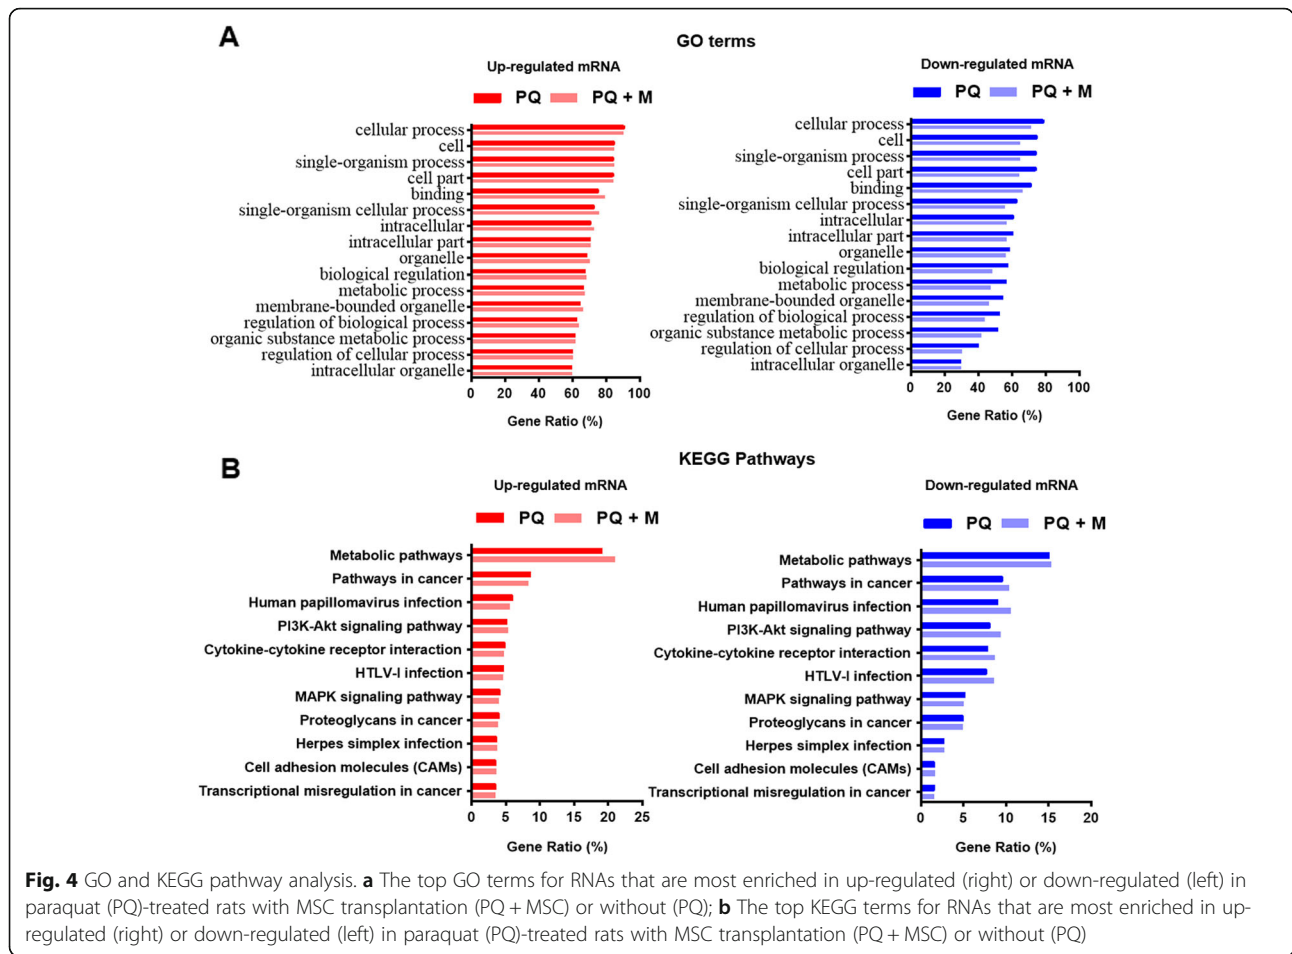 A
GO terms
Up-regulated mRNA
PQ PQ + M
cellular process
cell
single-organism process
cell part
binding
single-organism cellular process
intracellular
intracellular part
organelle
biological regulation
metabolic process
membrane-bounded organelle
regulation of biological process
organic substance metabolic process
regulation of cellular process
intracellular organelle
0 20 40 60 80 100
Gene Ratio (%)
Down-regulated mRNA
PQ PQ + M
cellular process
cell
single-organism process
cell part
binding
single-organism cellular process
intracellular
intracellular part
organelle
biological regulation
metabolic process
membrane-bounded organelle
regulation of biological process
organic substance metabolic process
regulation of cellular process
intracellular organelle
0 20 40 60 80 100
Gene Ratio (%)
B
KEGG Pathways
Up-regulated mRNA
PQ PQ + M
Metabolic pathways
Pathways in cancer
Human papillomavirus infection
PI3K-Akt signaling pathway
Cytokine-cytokine receptor interaction
HTLV-I infection
MAPK signaling pathway
Proteoglycans in cancer
Herpes simplex infection
Cell adhesion molecules (CAMs)
Transcriptional misregulation in cancer
0 5 10 15 20 25
Gene Ratio (%)
Down-regulated mRNA
PQ PQ + M
Metabolic pathways
Pathways in cancer
Human papillomavirus infection
PI3K-Akt signaling pathway
Cytokine-cytokine receptor interaction
HTLV-I infection
MAPK signaling pathway
Proteoglycans in cancer
Herpes simplex infection
Cell adhesion molecules (CAMs)
Transcriptional misregulation in cancer
0 5 10 15 20
Gene Ratio (%)
Fig. 4 GO and KEGG pathway analysis. a The top GO terms for RNAs that are most enriched in up-regulated (right) or down-regulated (left) in
paraquat (PQ)-treated rats with MSC transplantation (PQ + MSC) or without (PQ); b The top KEGG terms for RNAs that are most enriched in up-
regulated (right) or down-regulated (left) in paraquat (PQ)-treated rats with MSC transplantation (PQ + MSC) or without (PQ)